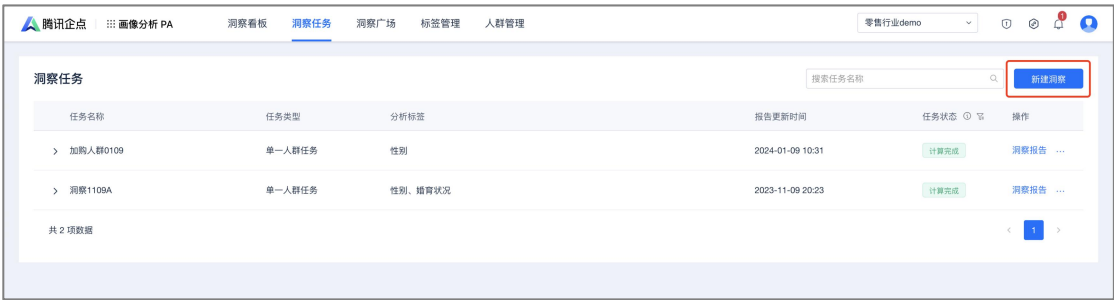 腾讯企点 画像分析 PA 洞察看板 洞察任务 洞察广场 标签管理 人群管理 零售行业demo 1
洞察任务 搜索任务名称 新建洞察
任务名称 任务类型 分析标签 报告更新时间 任务状态 操作
加购人群0109 单一人群任务 性别 2024-01-09 10:31 计算完成 洞察报告 ...
洞察1109A 单一人群任务 性别、婚育状况 2023-11-09 20:23 计算完成 洞察报告 ...
共 2 项数据 < 1 >